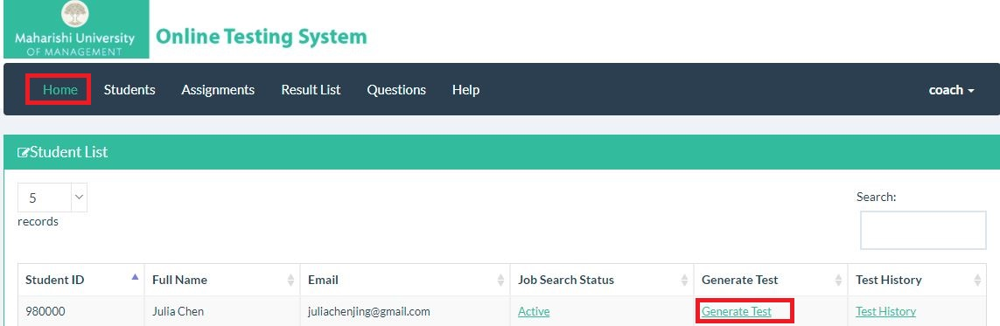 Maharishi University
OF MANAGEMENT
Online Testing System
Home Students Assignments Result List Questions Help coach
Student List
5
records
Search:
Student ID Full Name Email Job Search Status Generate Test Test History
980000 Julia Chen juliachenjing@gmail.com Active Generate Test Test History